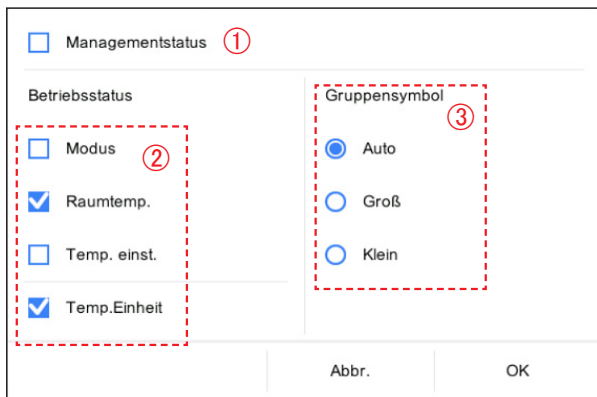 Managementstatus ①
Betriebsstatus
Modus ②
Raumtemp.
Temp. einst.
Temp.Einheit
Gruppensymbol
③
Auto
Groß
Klein
Abbr. OK